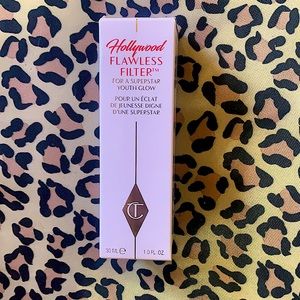 Hollywood
FLAWLESS
FILTER™
FOR A SUPERSTAR
YOUTH GLOW
POUR UN ÉCLAT
DE JEUNESSE DIGNE
D'UNE SUPERSTAR
CT
30 ML ℮ 1.0 FL. OZ